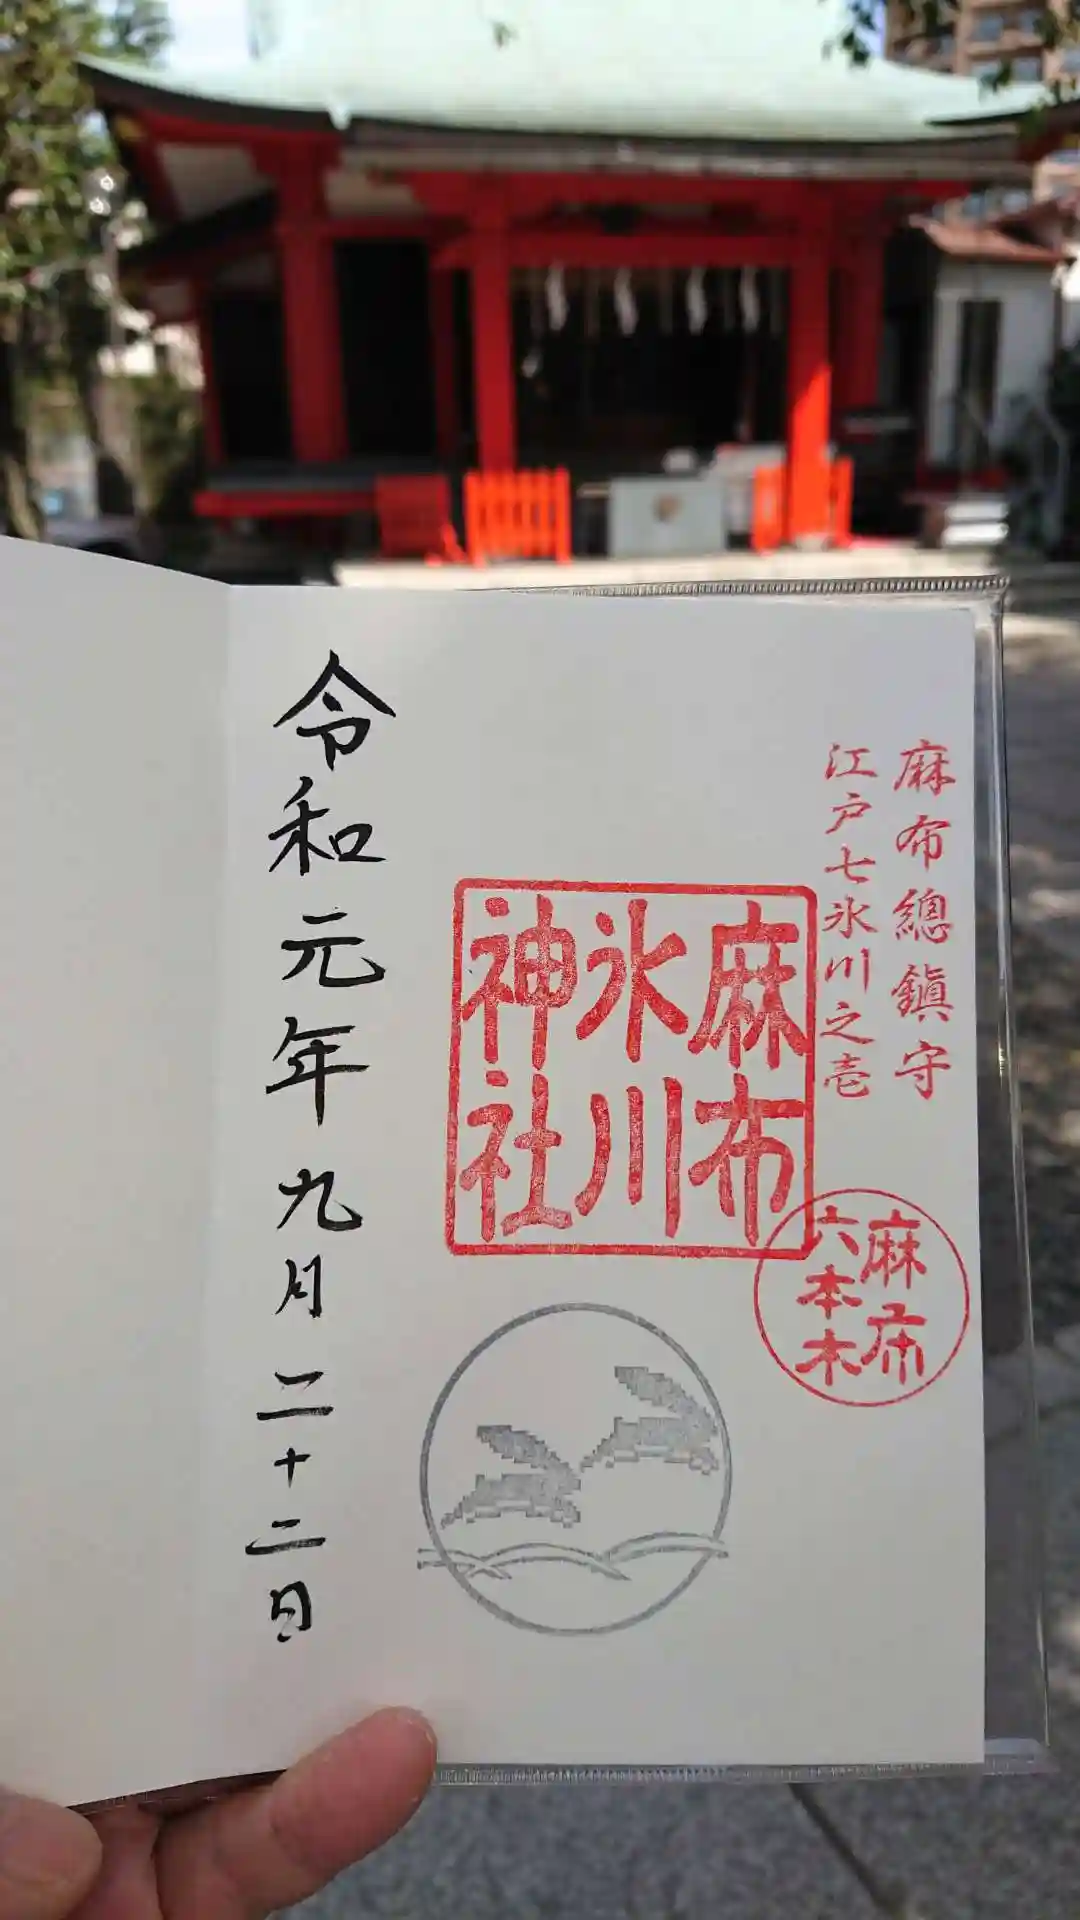 麻布總鎮守
江戸七氷川之壱
麻布
氷川
神社
麻布
六本木
令和元年九月二十二日